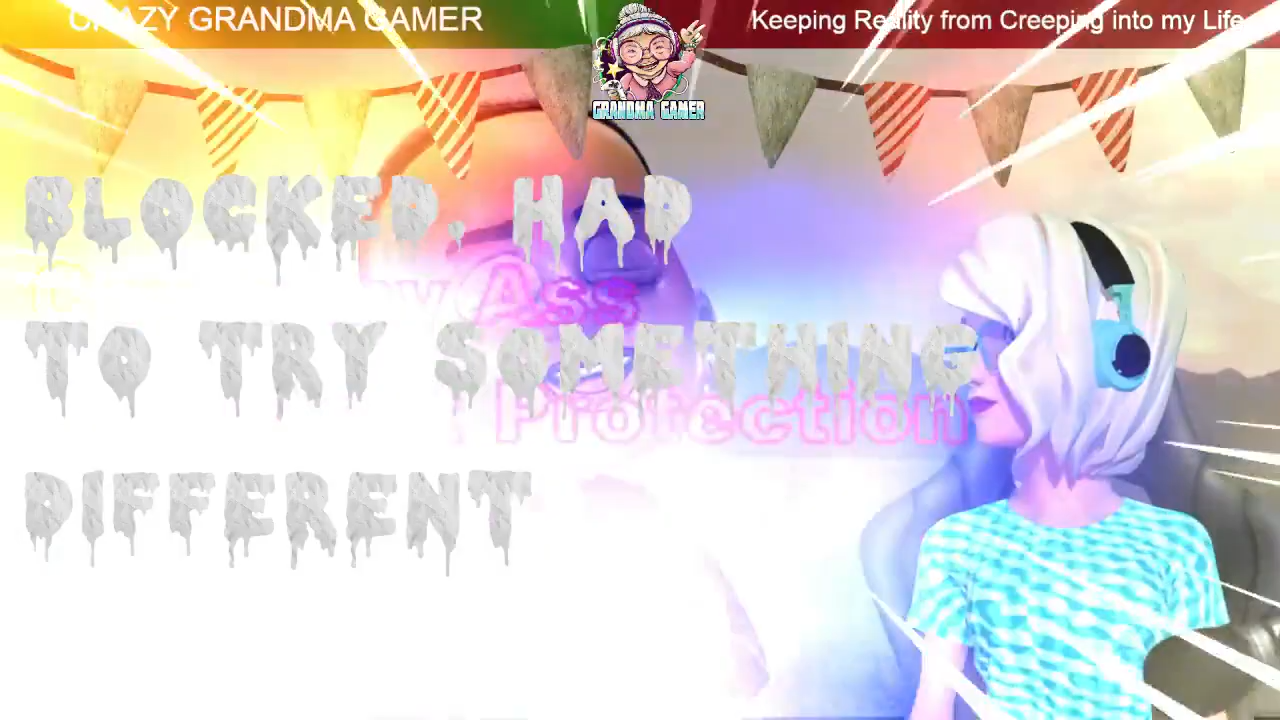 CRAZY GRANDMA GAMER
Keeping Reality from Creeping into my Life
GRANDMA GAMER
BLOCKED. HAD
Ass
TO TRY SOMETHING
Protection
DIFFERENT